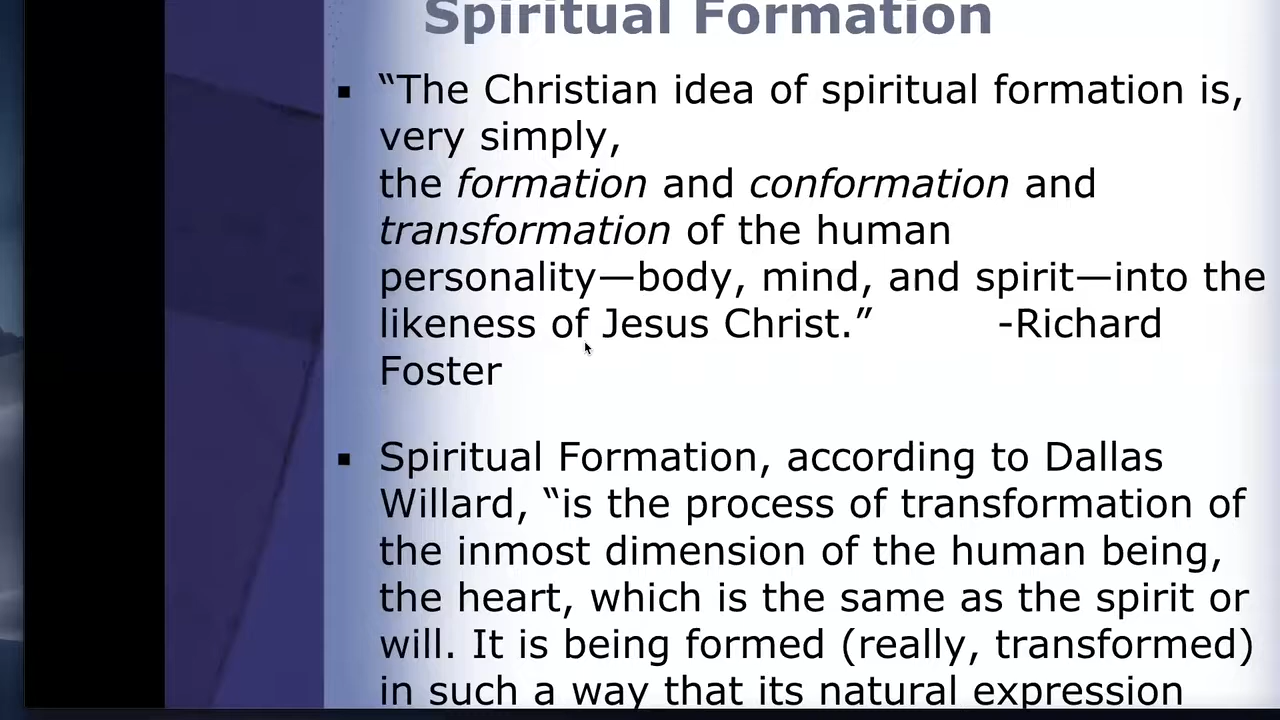 Spiritual Formation
▪ “The Christian idea of spiritual formation is,
very simply,
the formation and conformation and
transformation of the human
personality—body, mind, and spirit—into the
likeness of Jesus Christ.” -Richard
Foster
▪ Spiritual Formation, according to Dallas
Willard, “is the process of transformation of
the inmost dimension of the human being,
the heart, which is the same as the spirit or
will. It is being formed (really, transformed)
in such a way that its natural expression